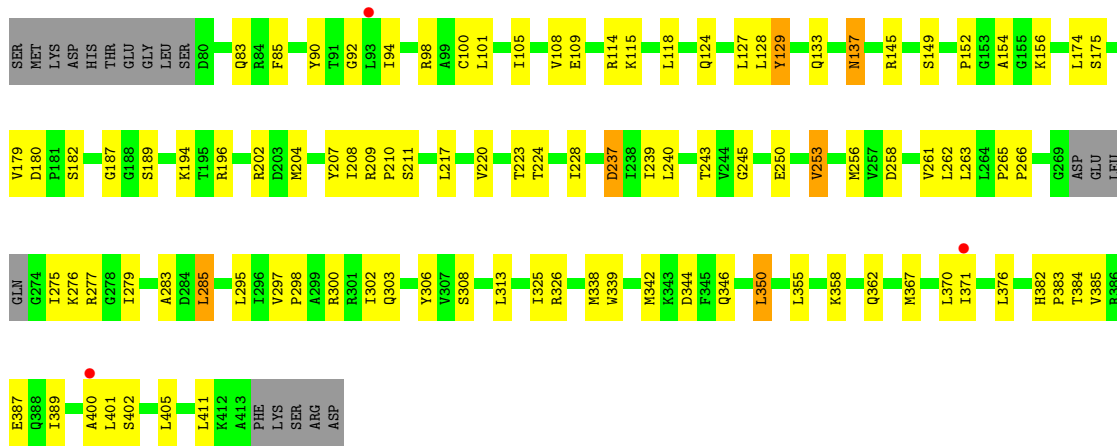 SER MET LYS ASP HIS THR GLU GLY LEU SER D80 Q83 R84 F85 Y90 T91 G92 L93 I94 R98 A99 C100 L101 I105 V108 E109 R114 K115 L118 Q124 L127 L128 Y129 Q133 N137 R145 S149 P152 G153 A154 G155 K156 L174 S175
V179 D180 P181 S182 G187 G188 S189 K194 T195 R196 R202 D203 M204 Y207 I208 R209 P210 S211 L217 V220 T223 T224 I228 D237 I238 I239 L240 T243 V244 G245 E250 V253 M256 V257 D258 V261 L262 L263 L264 P265 P266 G269 ASP GLU LEU
GLN G274 I275 K276 R277 G278 I279 A283 D284 L285 L295 I296 V297 P298 A299 R300 R301 I302 Q303 Y306 V307 S308 L313 I325 R326 M338 W339 M342 K343 D344 F345 Q346 L350 L355 K358 Q362 M367 L370 I371 L376 H382 P383 T384 V385 R386
E387 Q388 I389 A400 L401 S402 L405 L411 K412 A413 PHE LYS SER ARG ASP